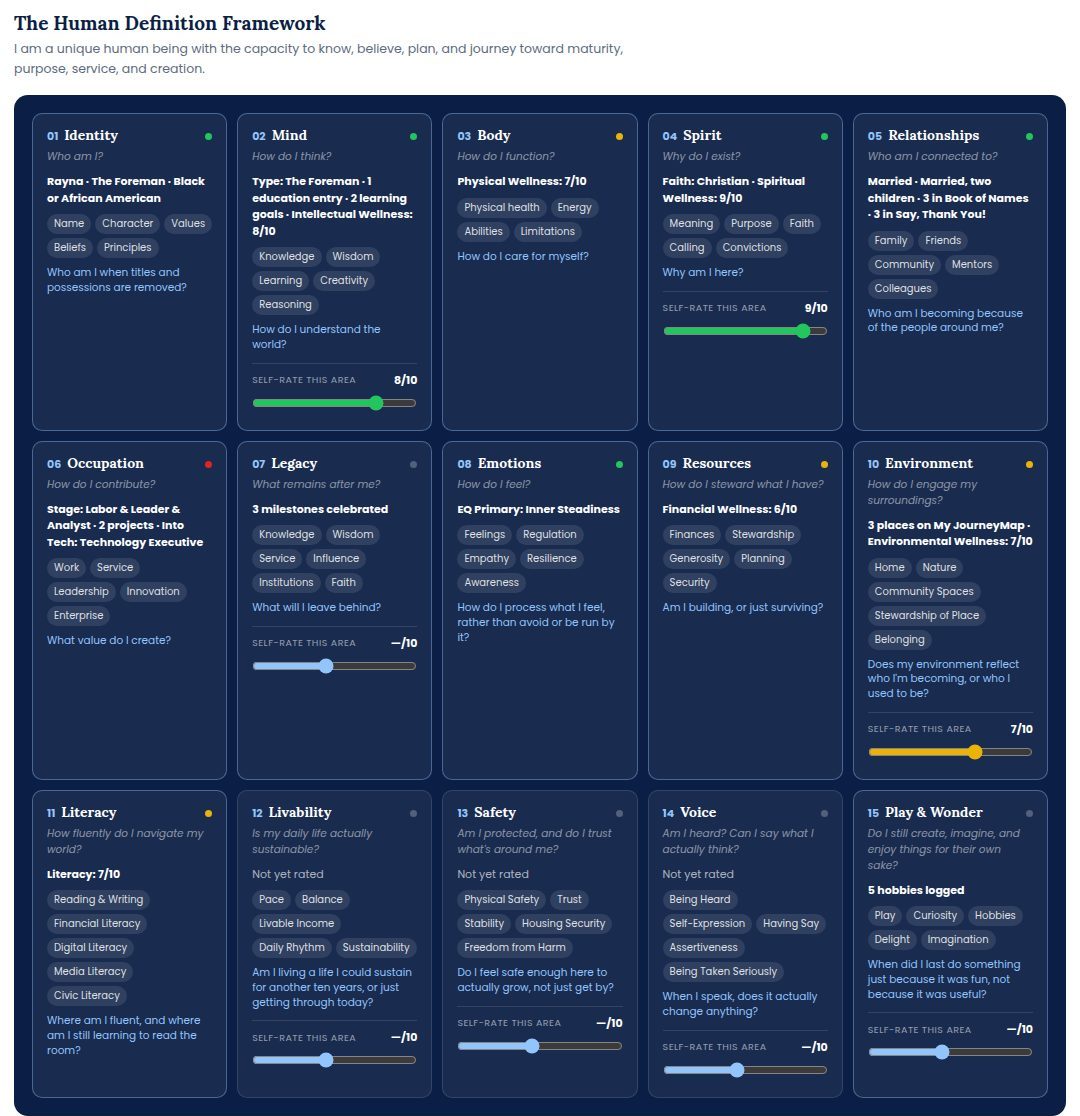 The Human Definition Framework
I am a unique human being with the capacity to know, believe, plan, and journey toward maturity,
purpose, service, and creation.
01 Identity
Who am I?
Rayna · The Foreman · Black
or African American
Name Character Values
Beliefs Principles
Who am I when titles and
possessions are removed?
02 Mind
How do I think?
Type: The Foreman · 1
education entry · 2 learning
goals · Intellectual Wellness:
8/10
Knowledge Wisdom
Learning Creativity
Reasoning
How do I understand the
world?
SELF-RATE THIS AREA 8/10
03 Body
How do I function?
Physical Wellness: 7/10
Physical health Energy
Abilities Limitations
How do I care for myself?
04 Spirit
Why do I exist?
Faith: Christian · Spiritual
Wellness: 9/10
Meaning Purpose Faith
Calling Convictions
Why am I here?
SELF-RATE THIS AREA 9/10
05 Relationships
Who am I connected to?
Married · Married, two
children · 3 in Book of Names
· 3 in Say, Thank You!
Family Friends
Community Mentors
Colleagues
Who am I becoming because
of the people around me?
06 Occupation
How do I contribute?
Stage: Labor & Leader &
Analyst · 2 projects · Into
Tech: Technology Executive
Work Service
Leadership Innovation
Enterprise
What value do I create?
07 Legacy
What remains after me?
3 milestones celebrated
Knowledge Wisdom
Service Influence
Institutions Faith
What will I leave behind?
SELF-RATE THIS AREA —/10
08 Emotions
How do I feel?
EQ Primary: Inner Steadiness
Feelings Regulation
Empathy Resilience
Awareness
How do I process what I feel,
rather than avoid or be run by
it?
09 Resources
How do I steward what I have?
Financial Wellness: 6/10
Finances Stewardship
Generosity Planning
Security
Am I building, or just surviving?
10 Environment
How do I engage my
surroundings?
3 places on My JourneyMap ·
Environmental Wellness: 7/10
Home Nature
Community Spaces
Stewardship of Place
Belonging
Does my environment reflect
who I'm becoming, or who I
used to be?
SELF-RATE THIS AREA 7/10
11 Literacy
How fluently do I navigate my
world?
Literacy: 7/10
Reading & Writing
Financial Literacy
Digital Literacy
Media Literacy
Civic Literacy
Where am I fluent, and where
am I still learning to read the
room?
12 Livability
Is my daily life actually
sustainable?
Not yet rated
Pace Balance
Livable Income
Daily Rhythm Sustainability
Am I living a life I could sustain
for another ten years, or just
getting through today?
SELF-RATE THIS AREA —/10
13 Safety
Am I protected, and do I trust
what's around me?
Not yet rated
Physical Safety Trust
Stability Housing Security
Freedom from Harm
Do I feel safe enough here to
actually grow, not just get by?
SELF-RATE THIS AREA —/10
14 Voice
Am I heard? Can I say what I
actually think?
Not yet rated
Being Heard
Self-Expression Having Say
Assertiveness
Being Taken Seriously
When I speak, does it actually
change anything?
SELF-RATE THIS AREA —/10
15 Play & Wonder
Do I still create, imagine, and
enjoy things for their own
sake?
5 hobbies logged
Play Curiosity Hobbies
Delight Imagination
When did I last do something
just because it was fun, not
because it was useful?
SELF-RATE THIS AREA —/10